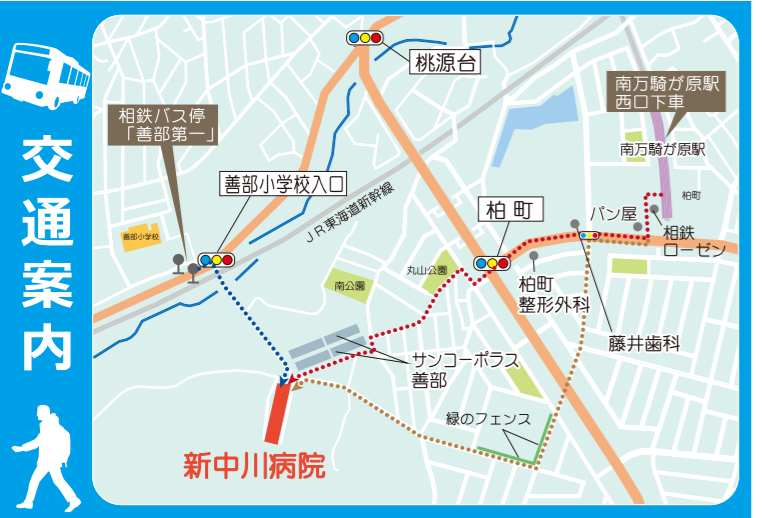 交通案内
桃源台
南万騎が原駅
西口下車
相鉄バス停
「善部第一」
南万騎が原駅
善部小学校入口
JR東海道新幹線
柏町
柏町
パン屋
善部小学校
相鉄
ローゼン
丸山公園
南公園
柏町
整形外科
藤井歯科
サンコーポラス
善部
緑のフェンス
新中川病院